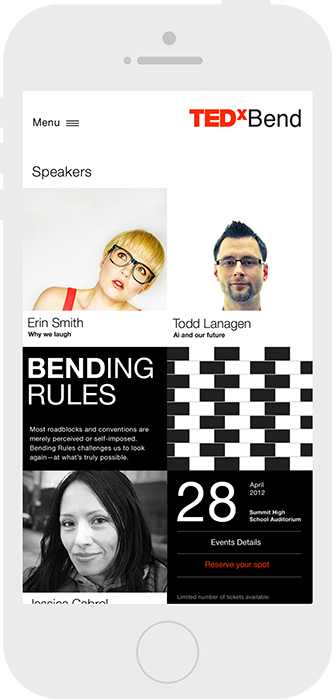 Menu
TEDxBend
Speakers
Erin Smith
Why we laugh
Todd Lanagen
Ai and our future
BENDING
RULES
Most roadblocks and conventions are
merely perceived or self-imposed.
Bending Rules challenges us to look
again—at what's truly possible.
28
April
2012
Summit High
School Auditorium
Events Details
Reserve your spot
Jessica Cabrel
Limited number of tickets available.